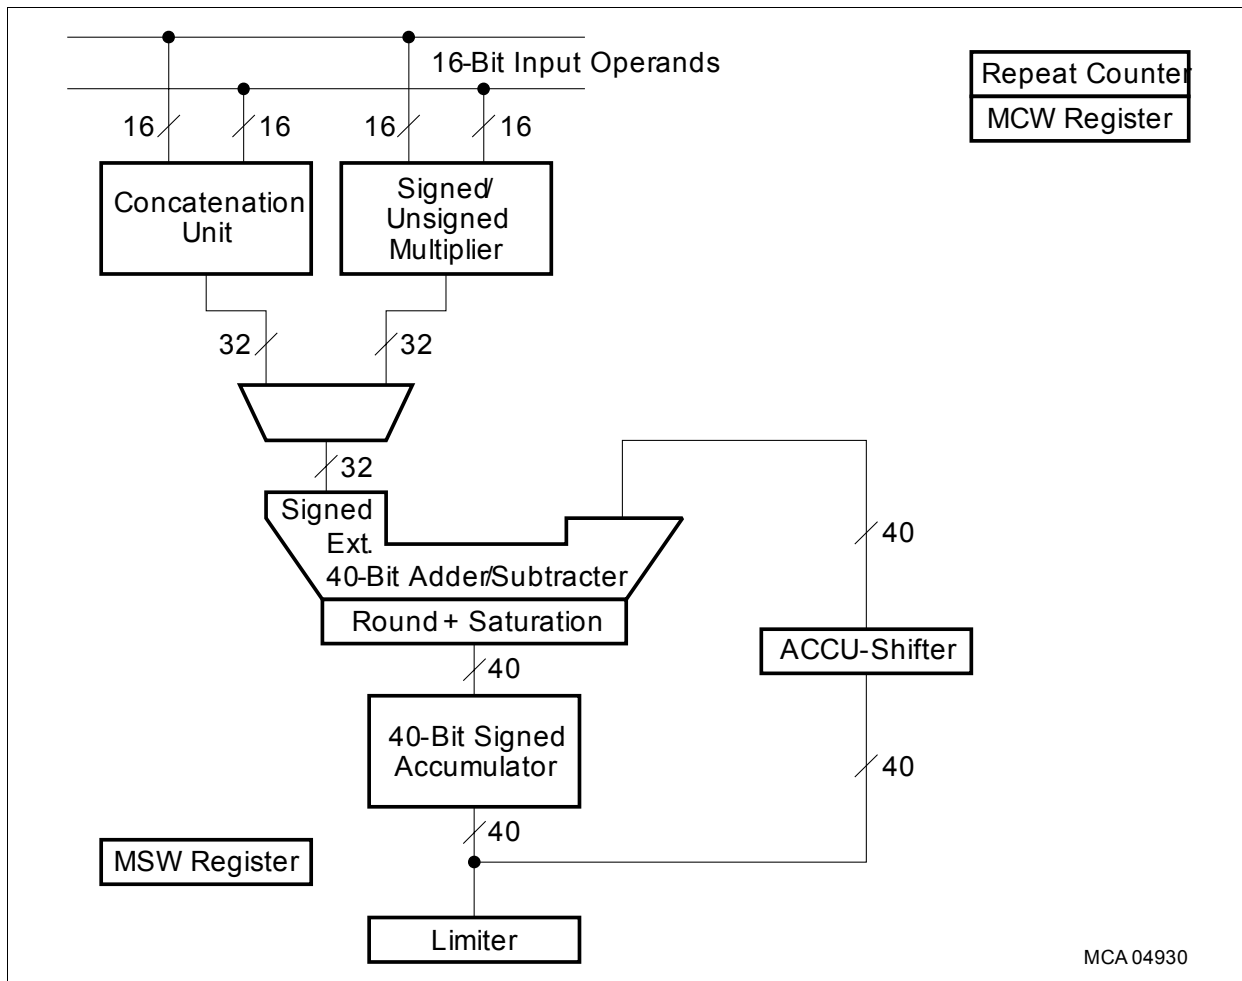 16-Bit Input Operands
Repeat Counter
MCW Register
16
16
16
16
Concatenation
Unit
Signed/
Unsigned
Multiplier
32
32
32
Signed
Ext.
40-Bit Adder/Subtracter
Round + Saturation
40
ACCU-Shifter
40
40-Bit Signed
Accumulator
40
40
MSW Register
Limiter
MCA 04930